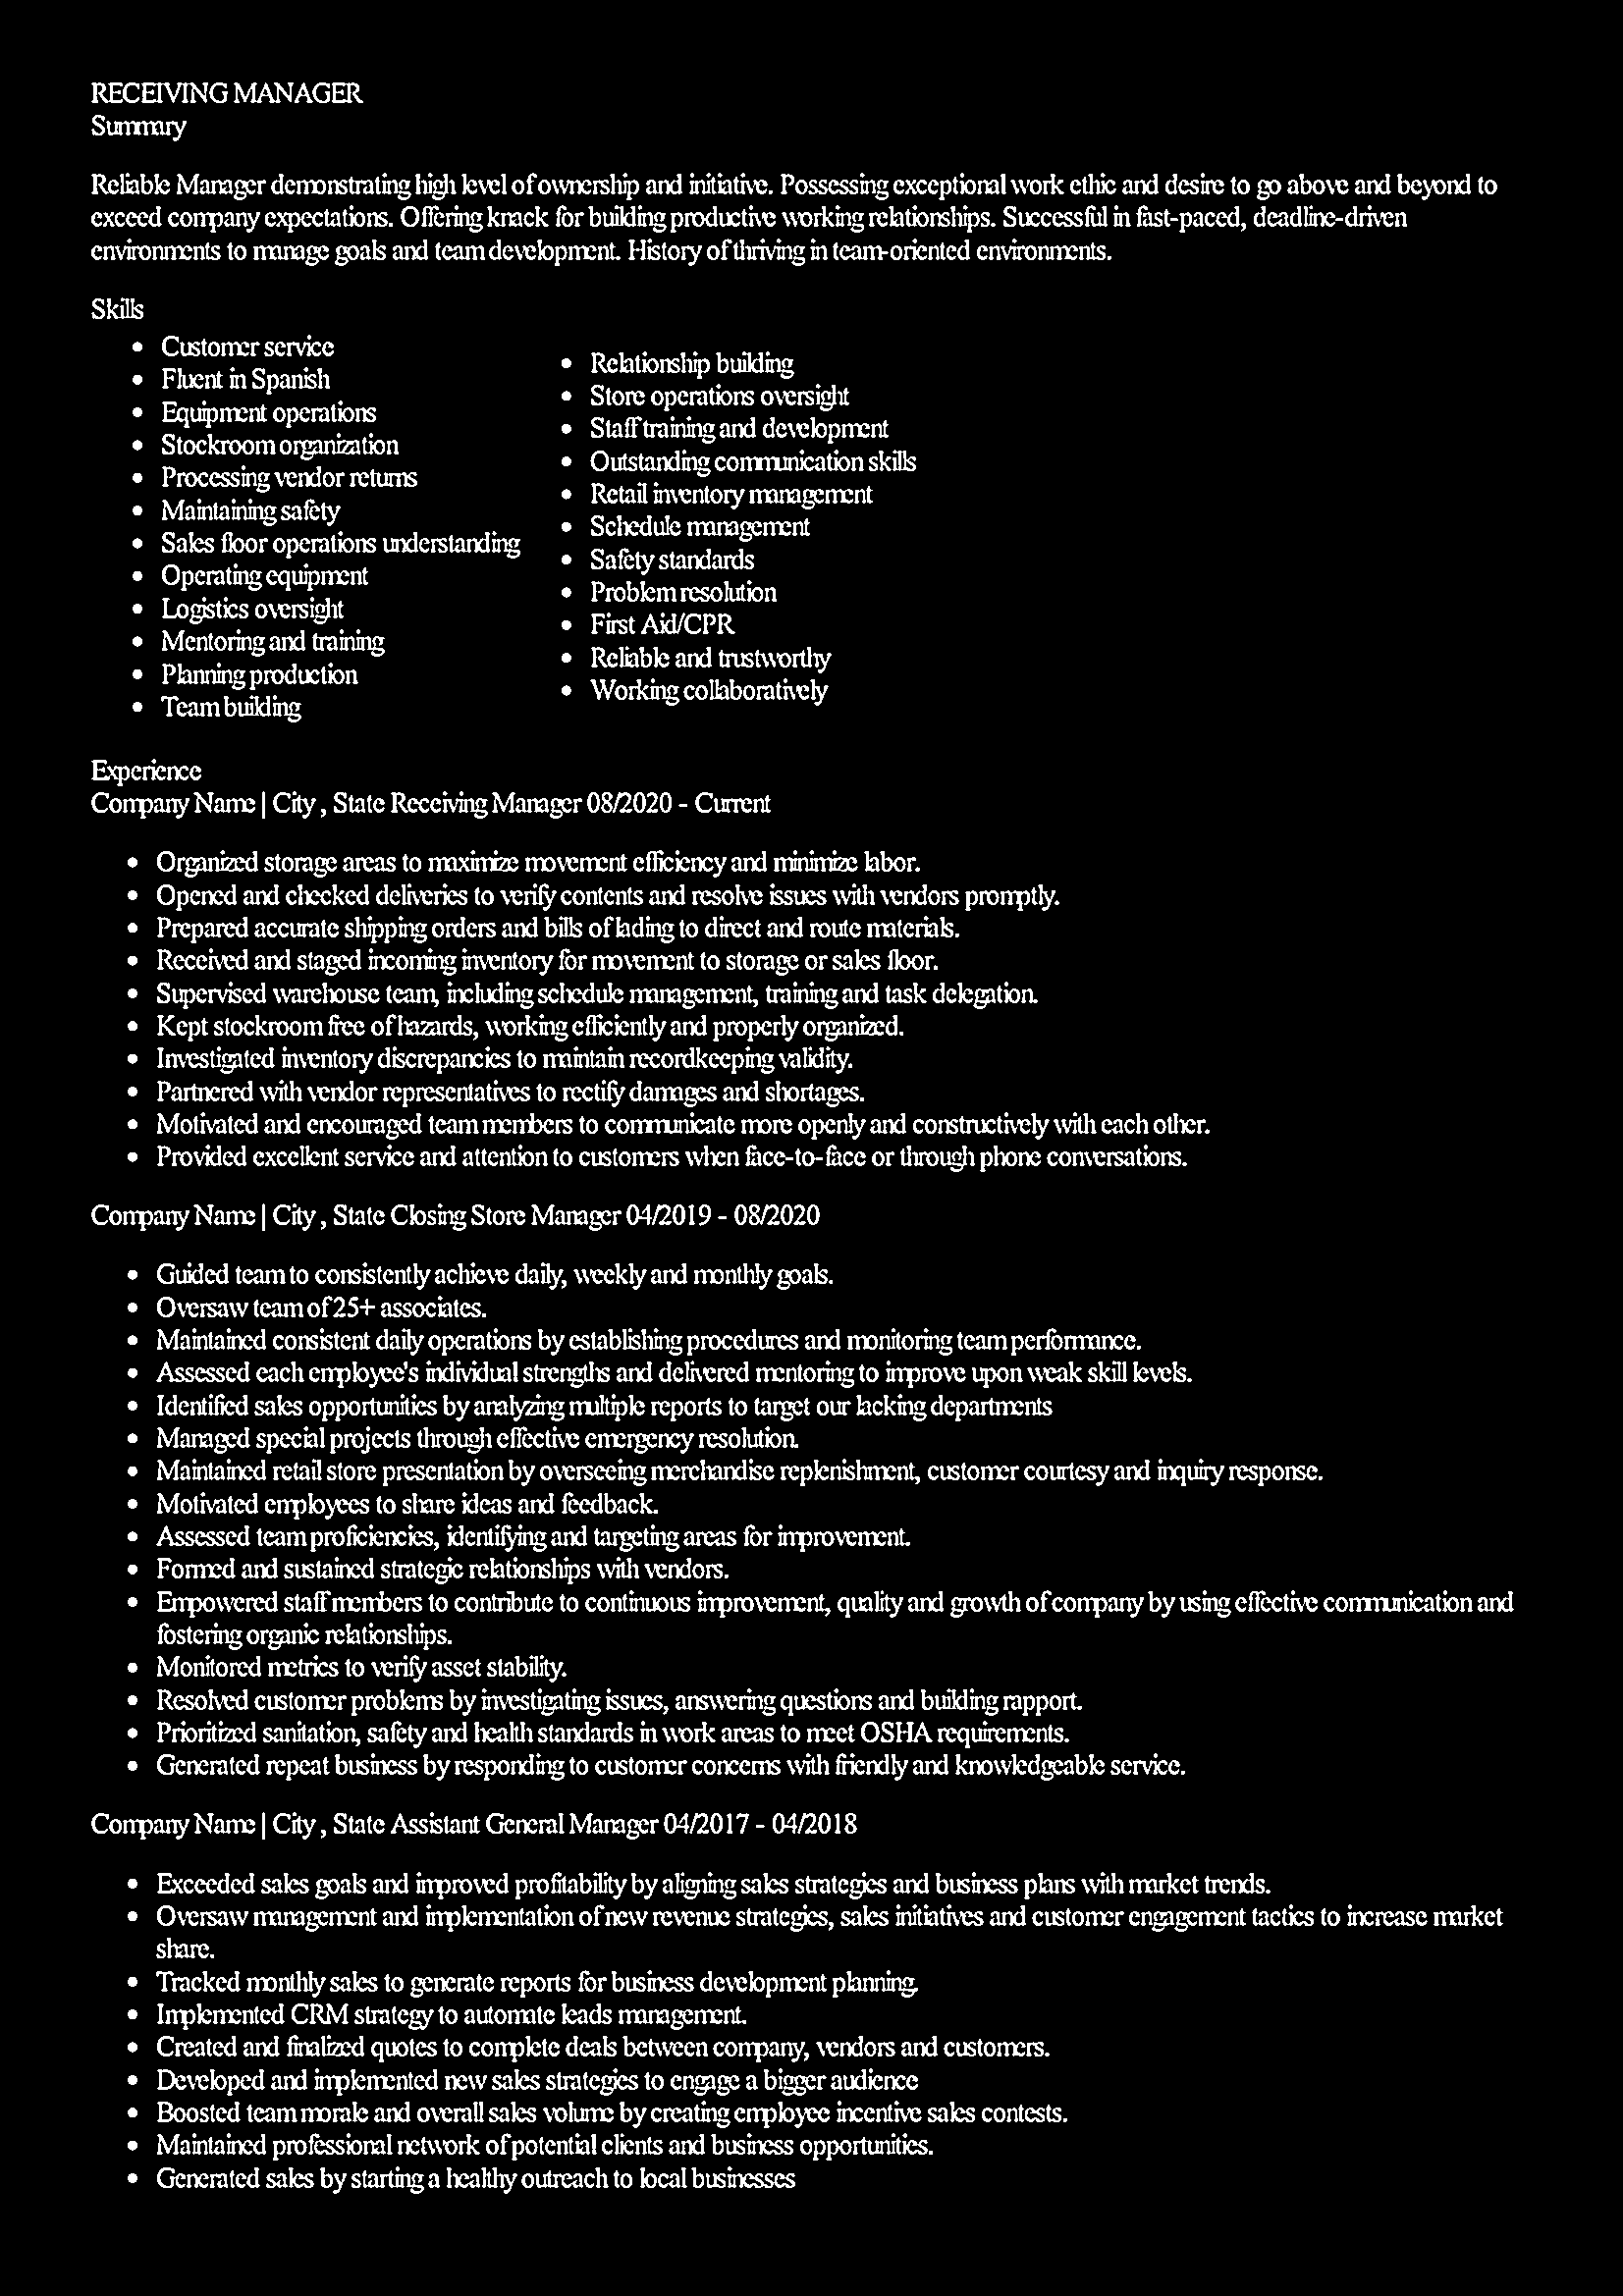 RECEIVING MANAGER
Summary
Reliable Manager demonstrating high level of ownership and initiative. Possessing exceptional work ethic and desire to go above and beyond to
exceed company expectations. Offering knack for building productive working relationships. Successful in fast-paced, deadline-driven
environments to manage goals and team development. History of thriving in team-oriented environments.
Skills
• Customer service
• Fluent in Spanish
• Equipment operations
• Stockroom organization
• Processing vendor returns
• Maintaining safety
• Sales floor operations understanding
• Operating equipment
• Logistics oversight
• Mentoring and training
• Planning production
• Team building
• Relationship building
• Store operations oversight
• Staff training and development
• Outstanding communication skills
• Retail inventory management
• Schedule management
• Safety standards
• Problem resolution
• First Aid/CPR
• Reliable and trustworthy
• Working collaboratively
Experience
Company Name | City , State Receiving Manager 08/2020 - Current
• Organized storage areas to maximize movement efficiency and minimize labor.
• Opened and checked deliveries to verify contents and resolve issues with vendors promptly.
• Prepared accurate shipping orders and bills of lading to direct and route materials.
• Received and staged incoming inventory for movement to storage or sales floor.
• Supervised warehouse team, including schedule management, training and task delegation.
• Kept stockroom free of hazards, working efficiently and properly organized.
• Investigated inventory discrepancies to maintain recordkeeping validity.
• Partnered with vendor representatives to rectify damages and shortages.
• Motivated and encouraged team members to communicate more openly and constructively with each other.
• Provided excellent service and attention to customers when face-to-face or through phone conversations.
Company Name | City , State Closing Store Manager 04/2019 - 08/2020
• Guided team to consistently achieve daily, weekly and monthly goals.
• Oversaw team of 25+ associates.
• Maintained consistent daily operations by establishing procedures and monitoring team performance.
• Assessed each employee's individual strengths and delivered mentoring to improve upon weak skill levels.
• Identified sales opportunities by analyzing multiple reports to target our lacking departments
• Managed special projects through effective emergency resolution.
• Maintained retail store presentation by overseeing merchandise replenishment, customer courtesy and inquiry response.
• Motivated employees to share ideas and feedback.
• Assessed team proficiencies, identifying and targeting areas for improvement.
• Formed and sustained strategic relationships with vendors.
• Empowered staff members to contribute to continuous improvement, quality and growth of company by using effective communication and
fostering organic relationships.
• Monitored metrics to verify asset stability.
• Resolved customer problems by investigating issues, answering questions and building rapport.
• Prioritized sanitation, safety and health standards in work areas to meet OSHA requirements.
• Generated repeat business by responding to customer concerns with friendly and knowledgeable service.
Company Name | City , State Assistant General Manager 04/2017 - 04/2018
• Exceeded sales goals and improved profitability by aligning sales strategies and business plans with market trends.
• Oversaw management and implementation of new revenue strategies, sales initiatives and customer engagement tactics to increase market
share.
• Tracked monthly sales to generate reports for business development planning.
• Implemented CRM strategy to automate leads management.
• Created and finalized quotes to complete deals between company, vendors and customers.
• Developed and implemented new sales strategies to engage a bigger audience
• Boosted team morale and overall sales volume by creating employee incentive sales contests.
• Maintained professional network of potential clients and business opportunities.
• Generated sales by starting a healthy outreach to local businesses